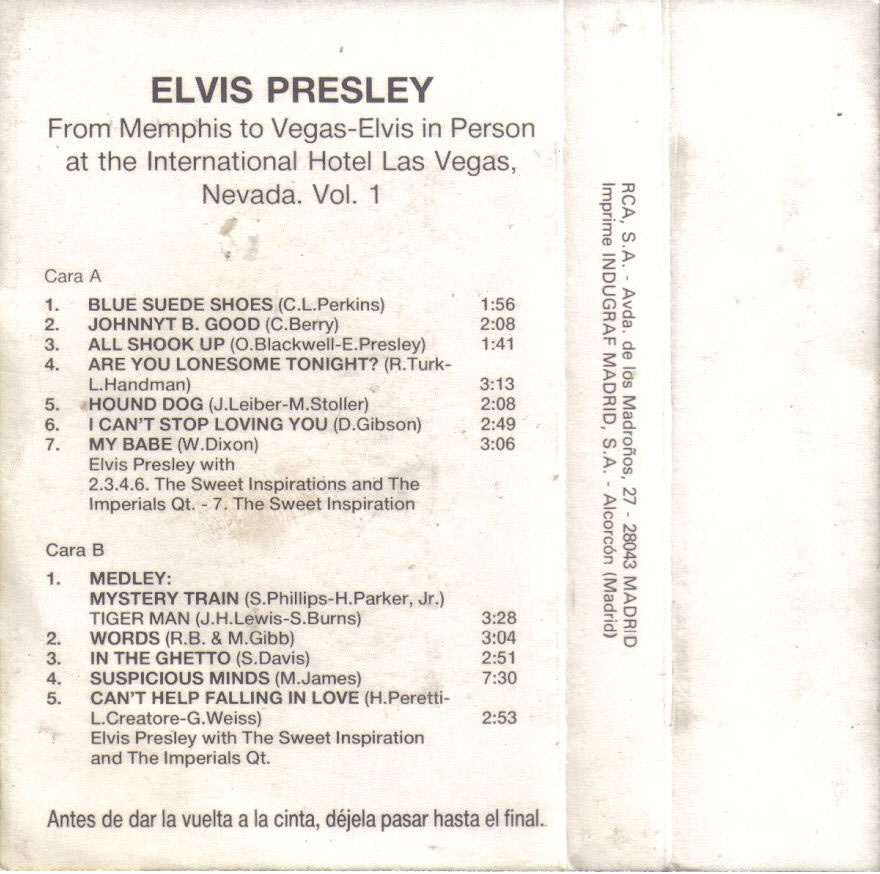 ELVIS PRESLEY
From Memphis to Vegas-Elvis in Person
at the International Hotel Las Vegas,
Nevada. Vol. 1
Cara A
1. BLUE SUEDE SHOES (C.L.Perkins) 1:56
2. JOHNNYT B. GOOD (C.Berry) 2:08
3. ALL SHOOK UP (O.Blackwell-E.Presley) 1:41
4. ARE YOU LONESOME TONIGHT? (R.Turk-
L.Handman) 3:13
5. HOUND DOG (J.Leiber-M.Stoller) 2:08
6. I CAN'T STOP LOVING YOU (D.Gibson) 2:49
7. MY BABE (W.Dixon) 3:06
Elvis Presley with
2.3.4.6. The Sweet Inspirations and The
Imperials Qt. - 7. The Sweet Inspiration
Cara B
1. MEDLEY:
MYSTERY TRAIN (S.Phillips-H.Parker, Jr.)
TIGER MAN (J.H.Lewis-S.Burns) 3:28
2. WORDS (R.B. & M.Gibb) 3:04
3. IN THE GHETTO (S.Davis) 2:51
4. SUSPICIOUS MINDS (M.James) 7:30
5. CAN'T HELP FALLING IN LOVE (H.Peretti-
L.Creatore-G.Weiss) 2:53
Elvis Presley with The Sweet Inspiration
and The Imperials Qt.
Antes de dar la vuelta a la cinta, déjela pasar hasta el final.
RCA, S.A. - Avda. de los Madroños, 27 - 28043 MADRID
Imprime INDUGRAF MADRID, S.A. - Alcorcón (Madrid)